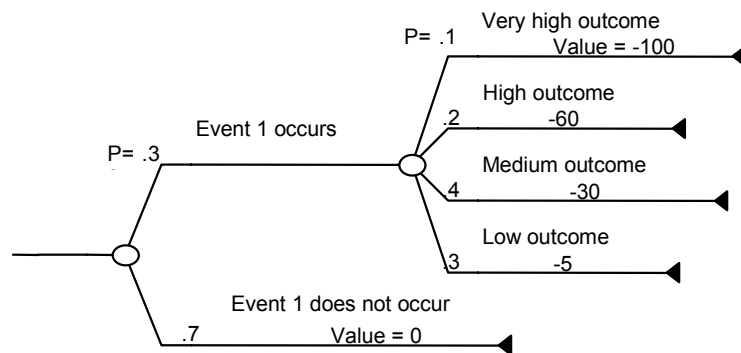 Very high outcome
P= .1
Value = -100
High outcome
.2
-60
Event 1 occurs
P= .3
Medium outcome
.4
-30
Low outcome
.3
-5
Event 1 does not occur
.7
Value = 0